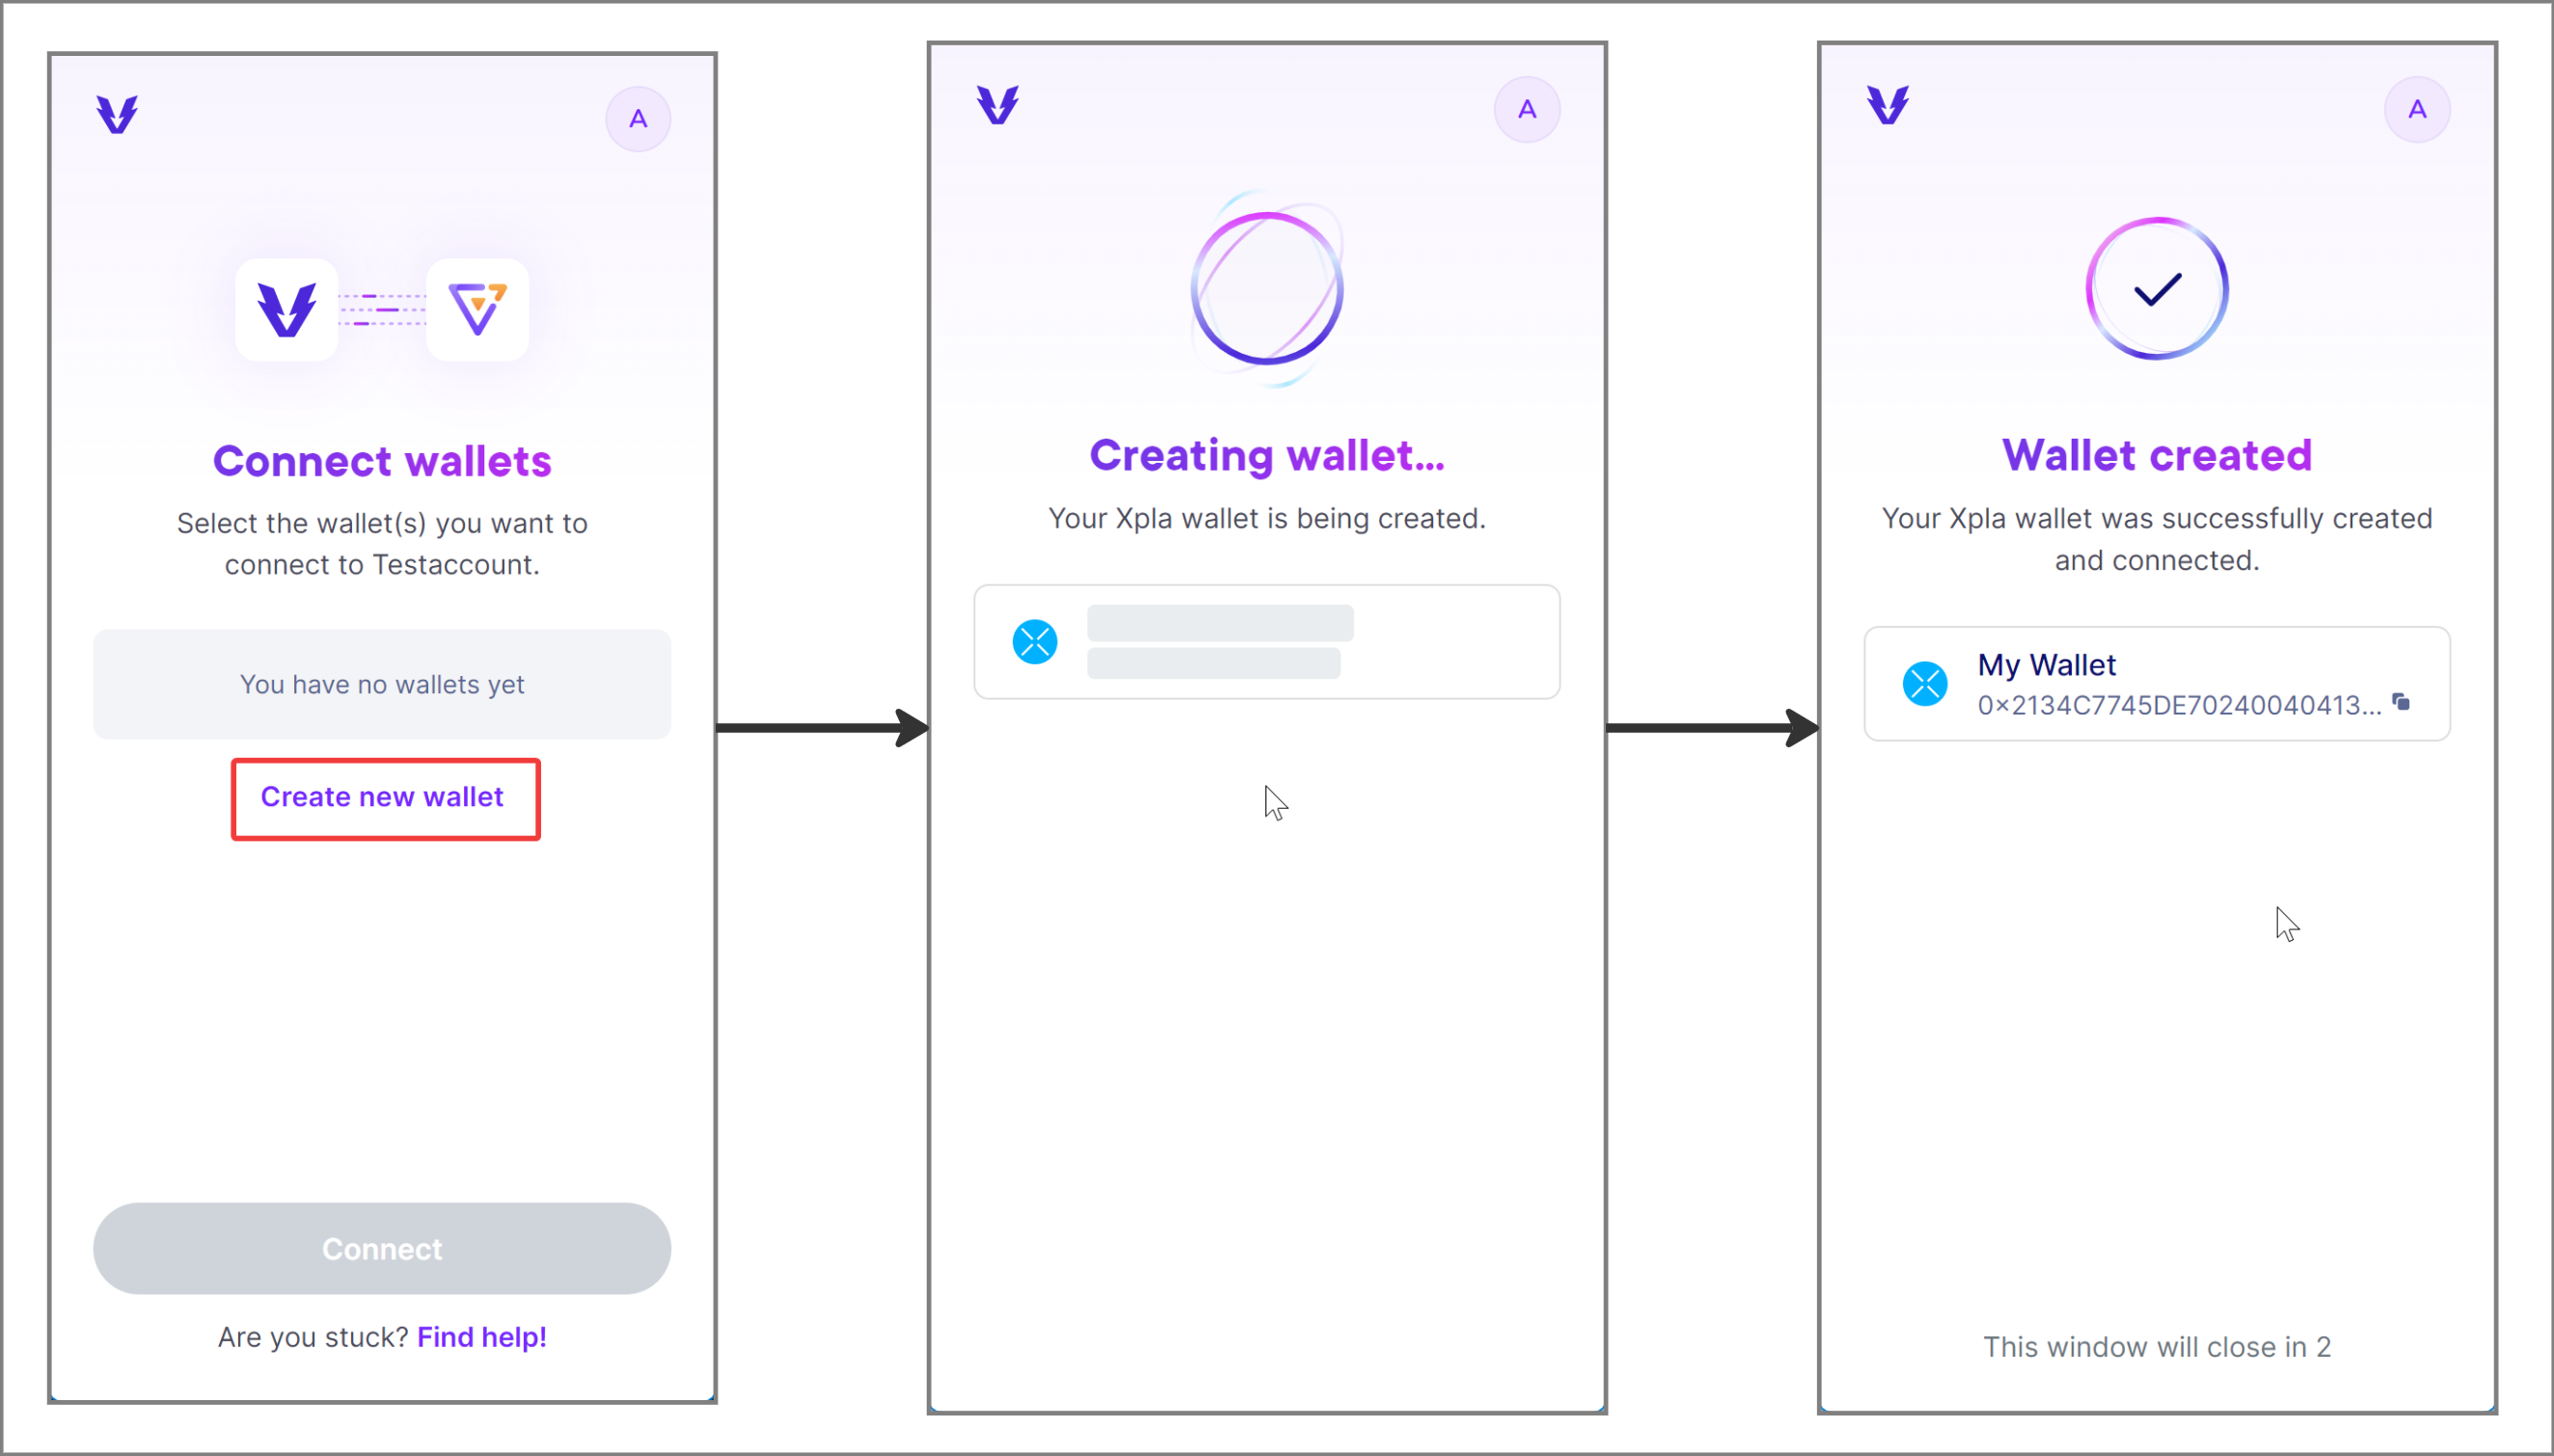 A
Connect wallets
Select the wallet(s) you want to
connect to Testaccount.
You have no wallets yet
Create new wallet
Connect
Are you stuck? Find help!
A
Creating wallet...
Your Xpla wallet is being created.
A
Wallet created
Your Xpla wallet was successfully created
and connected.
My Wallet
0×2134C7745DE70240040413...
This window will close in 2